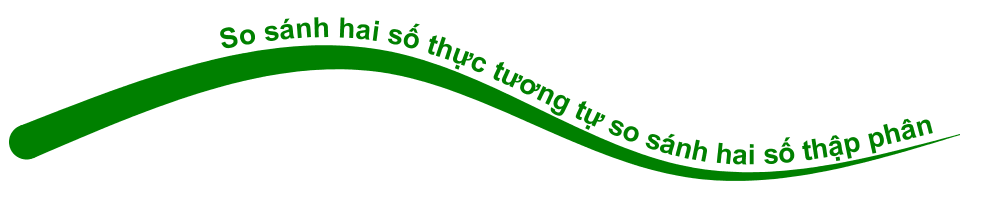 So sánh hai số thực tương tự so sánh hai số thập phân